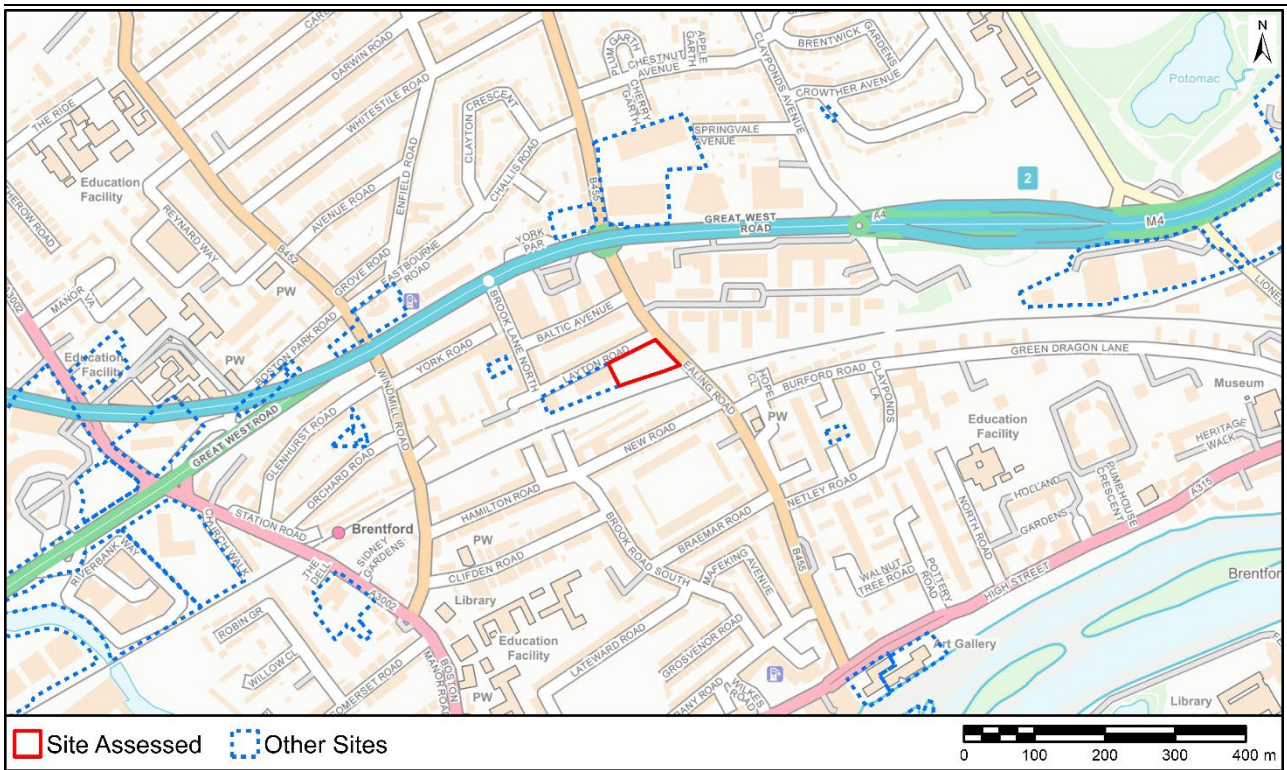 CARE
DARWIN ROAD
WHITESTILE ROAD
THE RIDE
Education
Facility
CLAYTON CRESCENT
CHALLIS ROAD
ENFIELD ROAD
AVENUE ROAD
REYNARD WAY
B452
GROVE ROAD
EASTBOURNE
ROAD
PLUM
GARTH
CHERRY
GARTH
APPLE
GARTH
CHESTNUT
AVENUE
CLAYPONDS AVENUE
BRENTWICK
GARDENS
CROWTHER AVENUE
SPRINGVALE
AVENUE
N
Potomac
2
B455
GREAT WEST
ROAD
A4
M4
G
LIONE
YORK
PAR
A3002
MANOR VA
PW
Education
Facility
PW
BOSTON PARK ROAD
YORK ROAD
BROOK LANE NORTH
BALTIC AVENUE
LAYTON ROAD
EALING ROAD
GREEN DRAGON LANE
HOPE
CL
BURFORD ROAD
CLAYPONDS
LA
PW
Museum
HERITAGE
WALK
Education
Facility
WINDMILL ROAD
GREAT WEST ROAD
GLENHURST ROAD
ORCHARD ROAD
NEW ROAD
HAMILTON ROAD
NETLEY ROAD
BRAEMAR ROAD
BROOK ROAD SOUTH
MAFEKING
AVENUE
HOLLAND
GARDENS
PUMPHOUSE
CRESCENT
A315
NORTH ROAD
STATION ROAD
Brentford
CHURCH WALK
RIVERBANK WAY
THE
DELL
SIDNEY
GARDENS
A3002
CLIFDEN ROAD
PW
Library
Education
Facility
B455
WALNUT
TREE ROAD
POTTERY
ROAD
HIGH STREET
Brentfor
ROBIN GR
WILLOW CL
SOMERSET ROAD
BOSTON
MANOR ROAD
PW
LATEWARD ROAD
GROSVENOR ROAD
ANY ROAD
WILKES
ROAD
Art Gallery
Library
Site Assessed
Other Sites
0 100 200 300 400 m